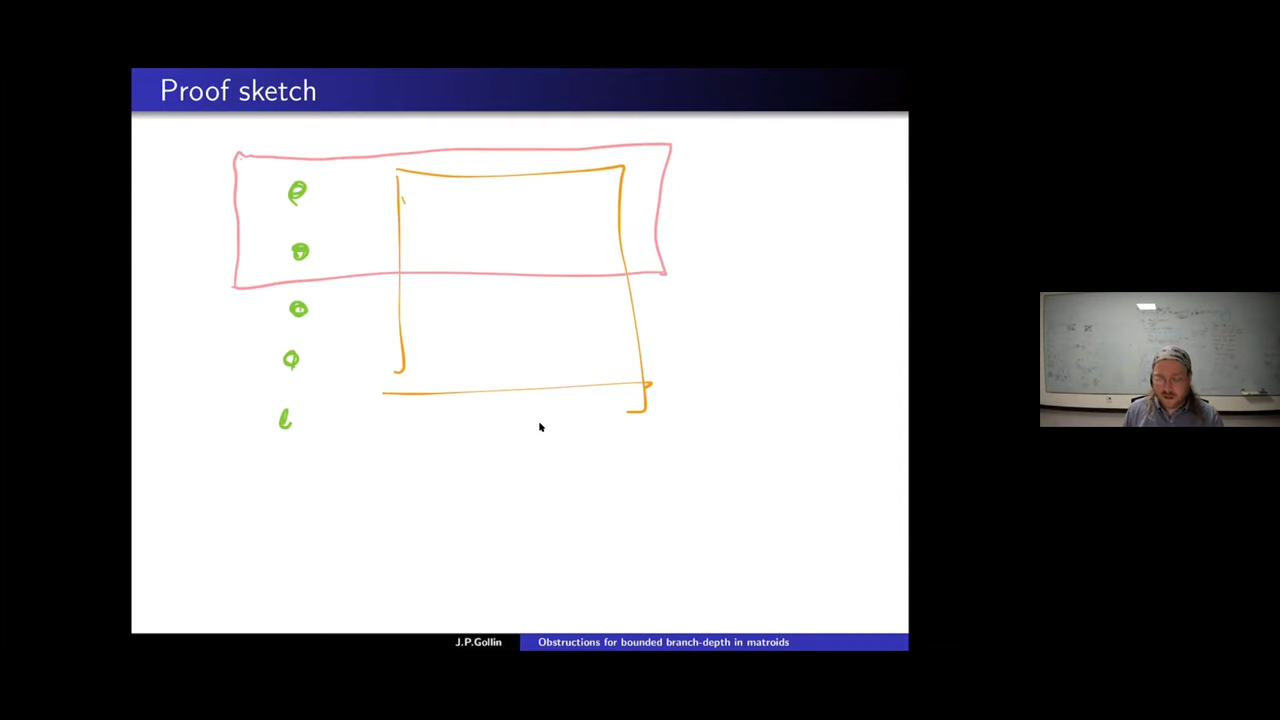 Proof sketch
J.P.Gollin
Obstructions for bounded branch-depth in matroids